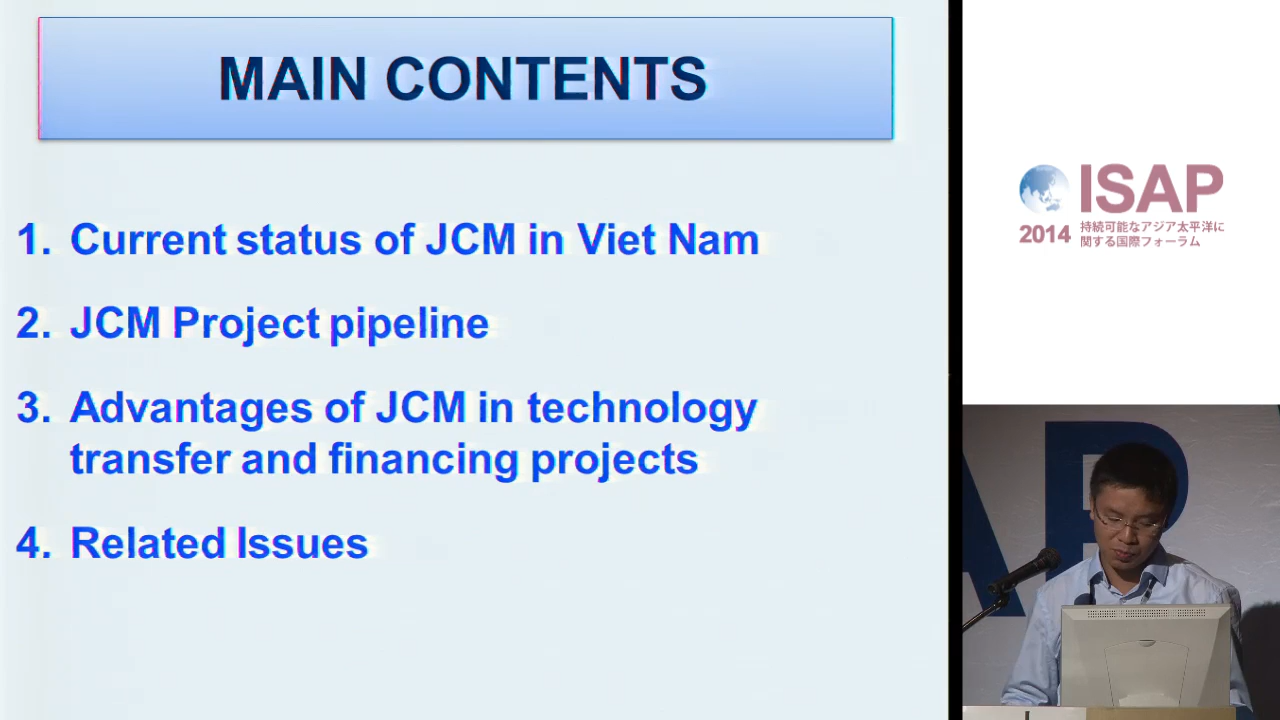 MAIN CONTENTS
1. Current status of JCM in Viet Nam
2. JCM Project pipeline
3. Advantages of JCM in technology
transfer and financing projects
4. Related Issues
ISAP
2014 持続可能なアジア太平洋に
関する国際フォーラム